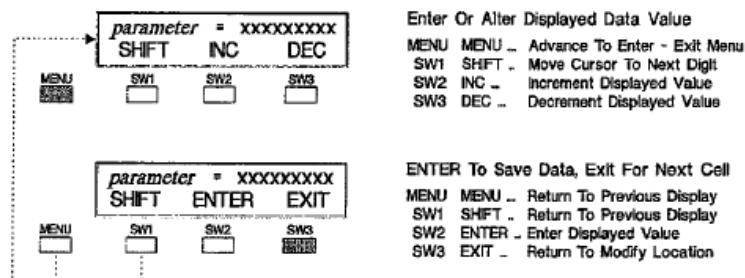 parameter = xxxxxxxxx
SHIFT INC DEC
MENU SW1 SW2 SW3
Enter Or Alter Displayed Data Value
MENU MENU .. Advance To Enter - Exit Menu
SW1 SHIFT .. Move Cursor To Next Digit
SW2 INC .. Increment Displayed Value
SW3 DEC .. Decrement Displayed Value
parameter = xxxxxxxxx
SHIFT ENTER EXIT
MENU SW1 SW2 SW3
ENTER To Save Data, Exit For Next Cell
MENU MENU .. Return To Previous Display
SW1 SHIFT .. Return To Previous Display
SW2 ENTER .. Enter Displayed Value
SW3 EXIT .. Return To Modify Location